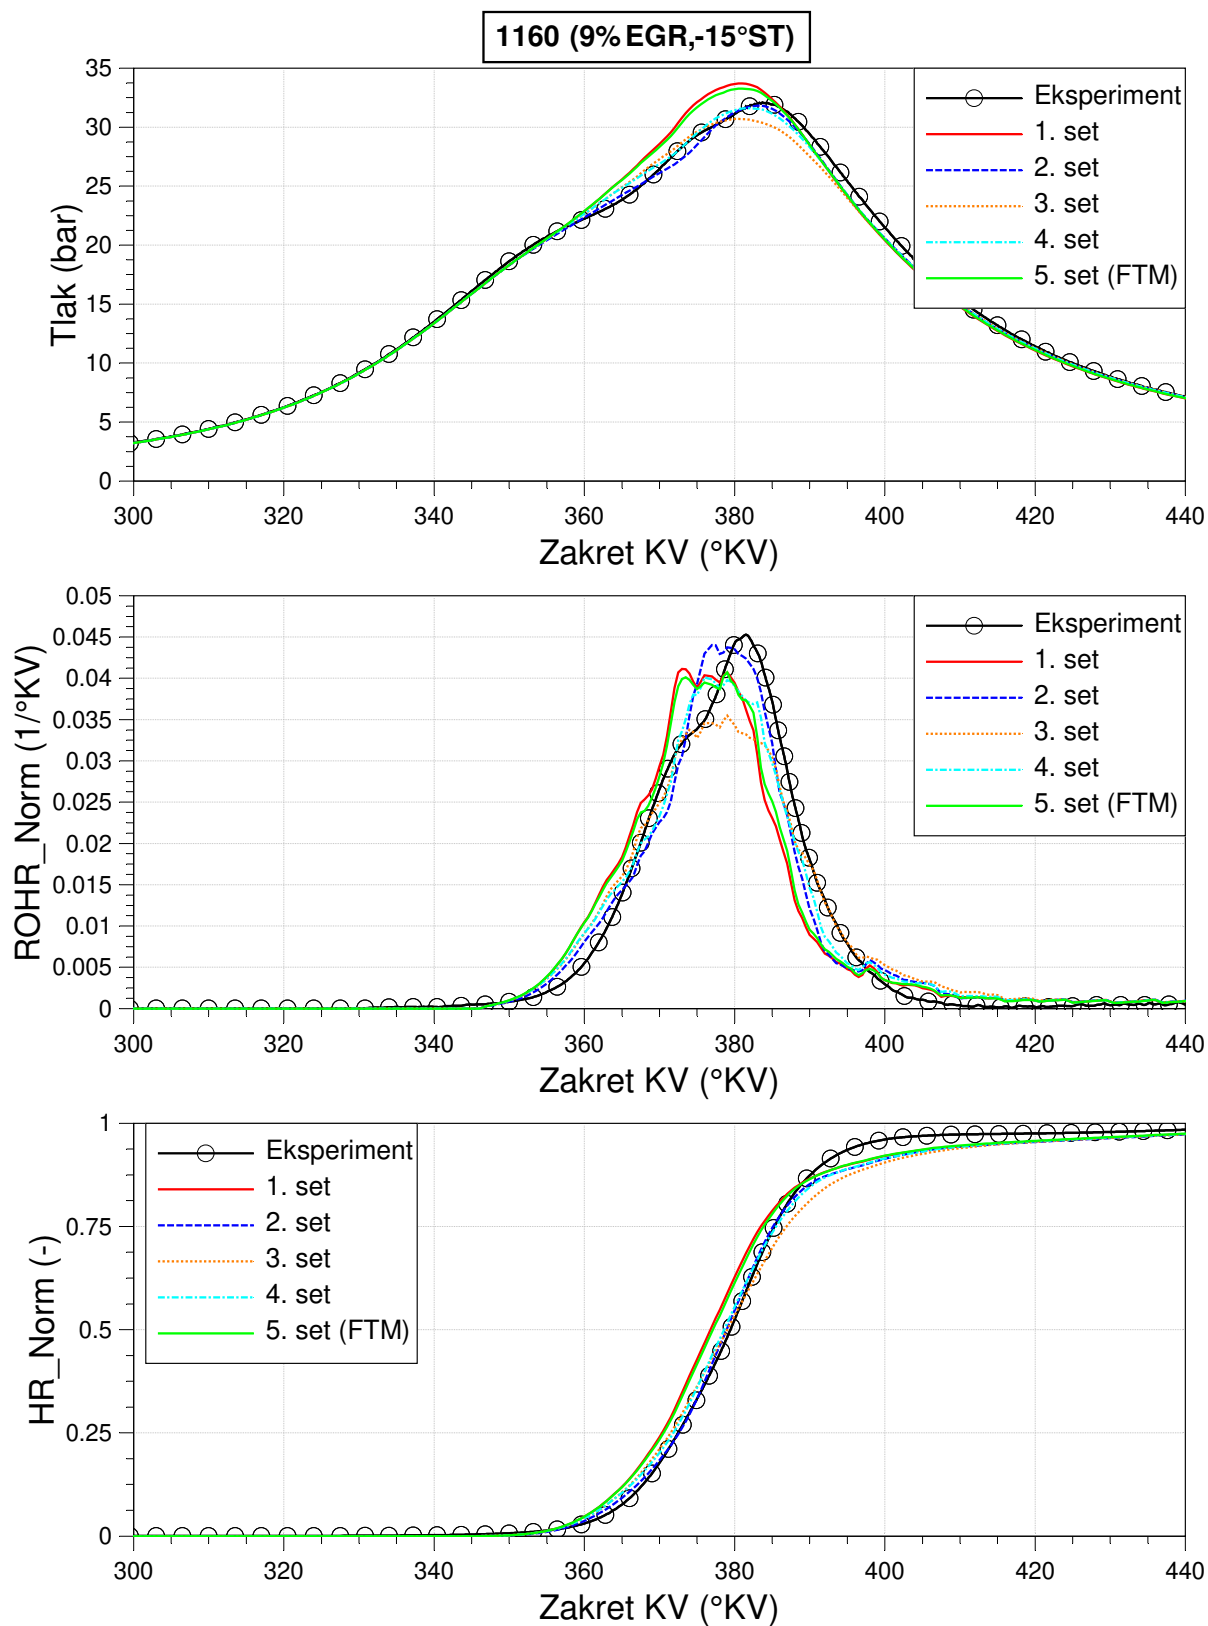 1160 (9% EGR,-15°ST)
35
30
25
20
15
10
5
0
Tlak (bar)
Eksperiment
1. set
2. set
3. set
4. set
5. set (FTM)
300 320 340 360 380 400 420 440
Zakret KV (°KV)
0.05
0.045
0.04
0.035
0.03
0.025
0.02
0.015
0.01
0.005
0
ROHR_Norm (1/°KV)
Eksperiment
1. set
2. set
3. set
4. set
5. set (FTM)
300 320 340 360 380 400 420 440
Zakret KV (°KV)
1
0.75
0.5
0.25
0
HR_Norm (-)
Eksperiment
1. set
2. set
3. set
4. set
5. set (FTM)
300 320 340 360 380 400 420 440
Zakret KV (°KV)